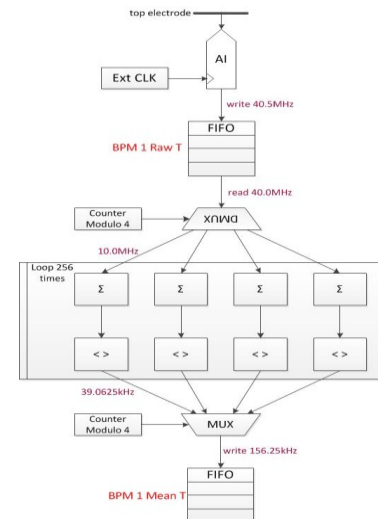 top electrode
AI
Ext CLK
write 40.5MHz
FIFO
BPM 1 Raw T
read 40.0MHz
Counter
Modulo 4
DMUX
10.0MHz
Loop 256
times
Σ
Σ
Σ
Σ
< >
< >
< >
< >
39.0625kHz
Counter
Modulo 4
MUX
write 156.25kHz
FIFO
BPM 1 Mean T